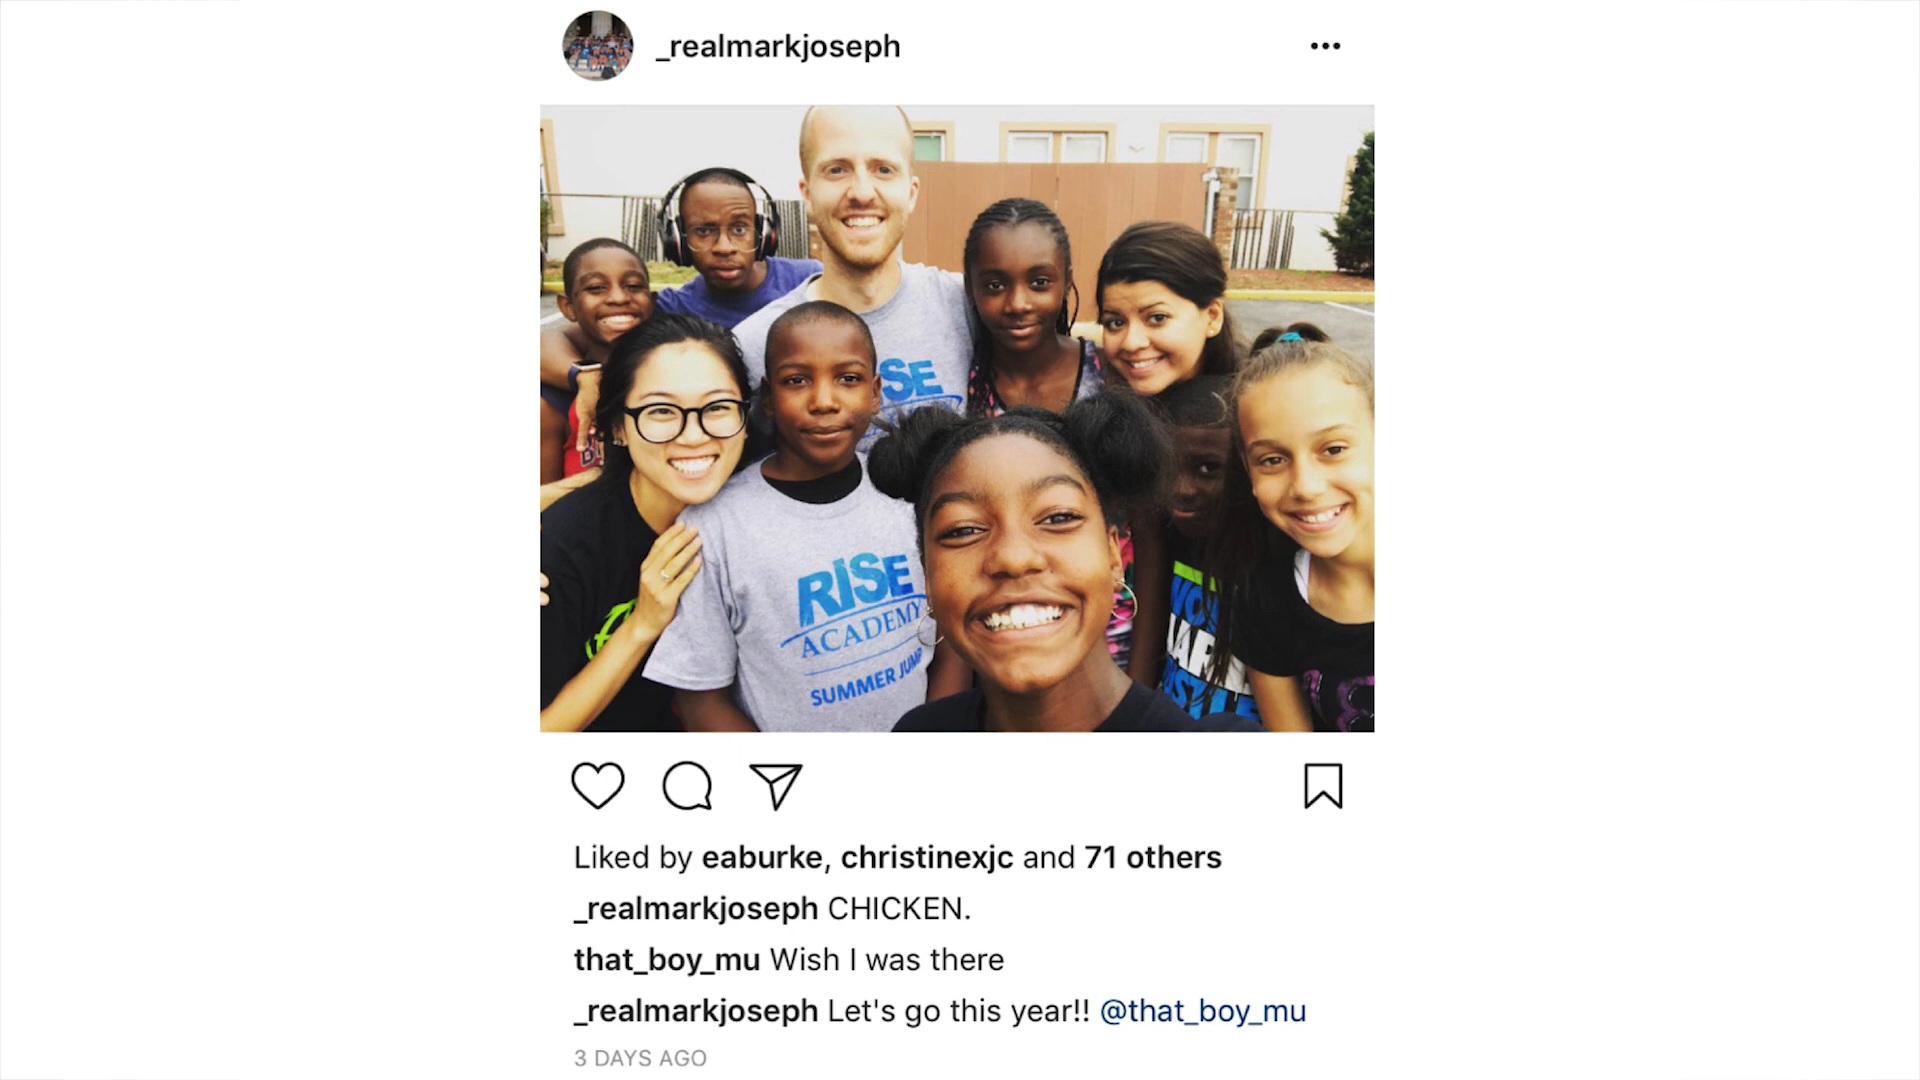 _realmarkjoseph
SE
RISE
ACADEMY
SUMMER JUMP
Liked by eaburke, christinexjc and 71 others
_realmarkjoseph CHICKEN.
that_boy_mu Wish I was there
_realmarkjoseph Let's go this year!! @that_boy_mu
3 DAYS AGO